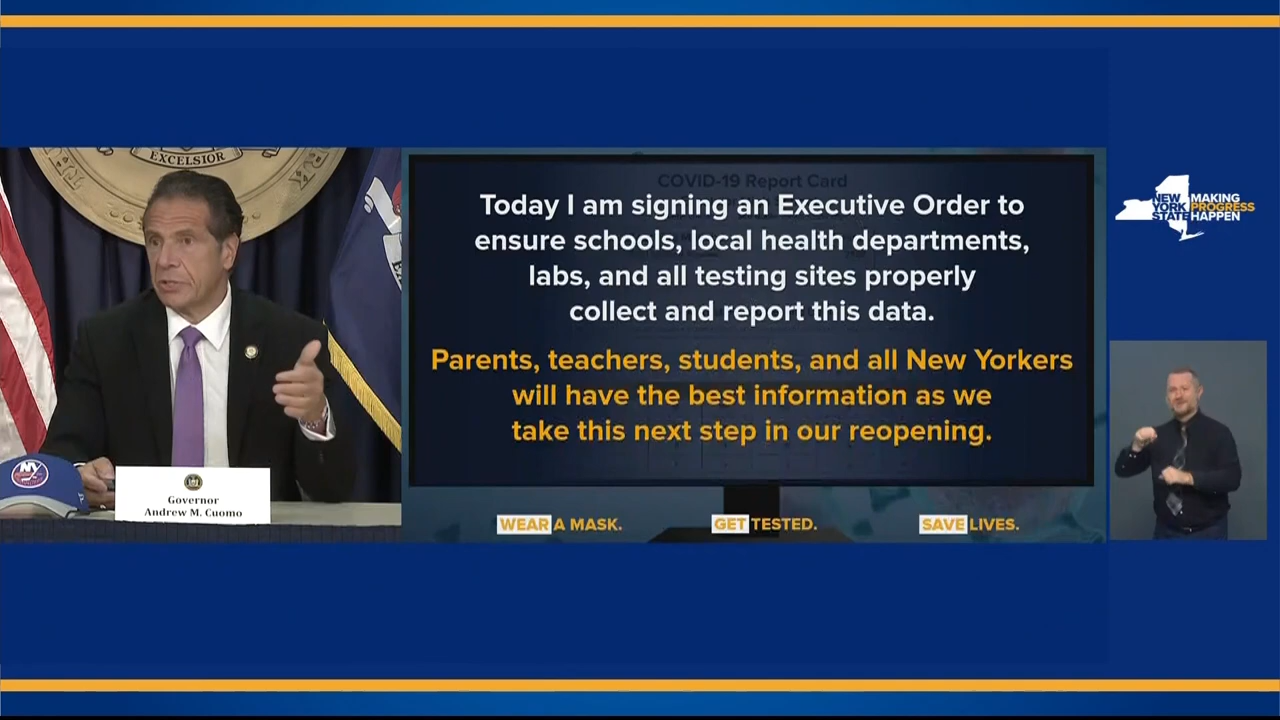 EXCELSIOR
Governor
Andrew M. Cuomo
NY
COVID-19 Report Card
Today I am signing an Executive Order to
ensure schools, local health departments,
labs, and all testing sites properly
collect and report this data.
Parents, teachers, students, and all New Yorkers
will have the best information as we
take this next step in our reopening.
WEAR A MASK.
GET TESTED.
SAVE LIVES.
NEW
YORK
STATE
MAKING
PROGRESS
HAPPEN